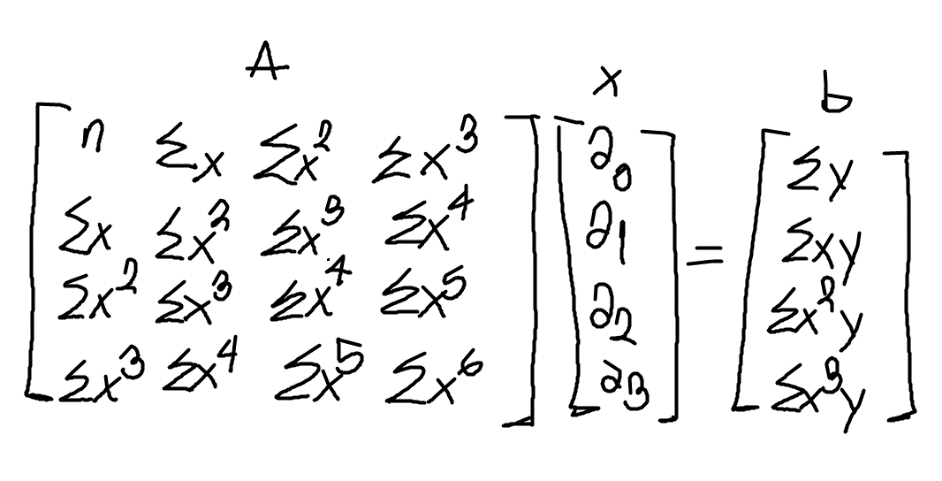 A x b
n Σx Σx² Σx³ a₀ Σy
Σx Σx² Σx³ Σx⁴ a₁ = Σxy
Σx² Σx³ Σx⁴ Σx⁵ a₂ Σx²y
Σx³ Σx⁴ Σx⁵ Σx⁶ a₃ Σx³y